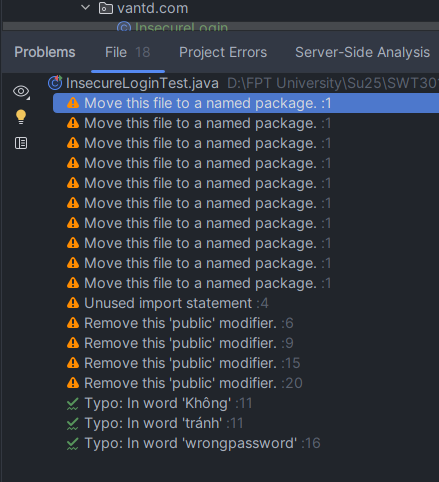 vantd.com
InsecureLogin
Problems File 18 Project Errors Server-Side Analysis
InsecureLoginTest.java D:\FPT University\Su25\SWT301
Move this file to a named package. :1
Move this file to a named package. :1
Move this file to a named package. :1
Move this file to a named package. :1
Move this file to a named package. :1
Move this file to a named package. :1
Move this file to a named package. :1
Move this file to a named package. :1
Move this file to a named package. :1
Move this file to a named package. :1
Unused import statement :4
Remove this 'public' modifier. :6
Remove this 'public' modifier. :9
Remove this 'public' modifier. :15
Remove this 'public' modifier. :20
Typo: In word 'Không' :11
Typo: In word 'tránh' :11
Typo: In word 'wrongpassword' :16